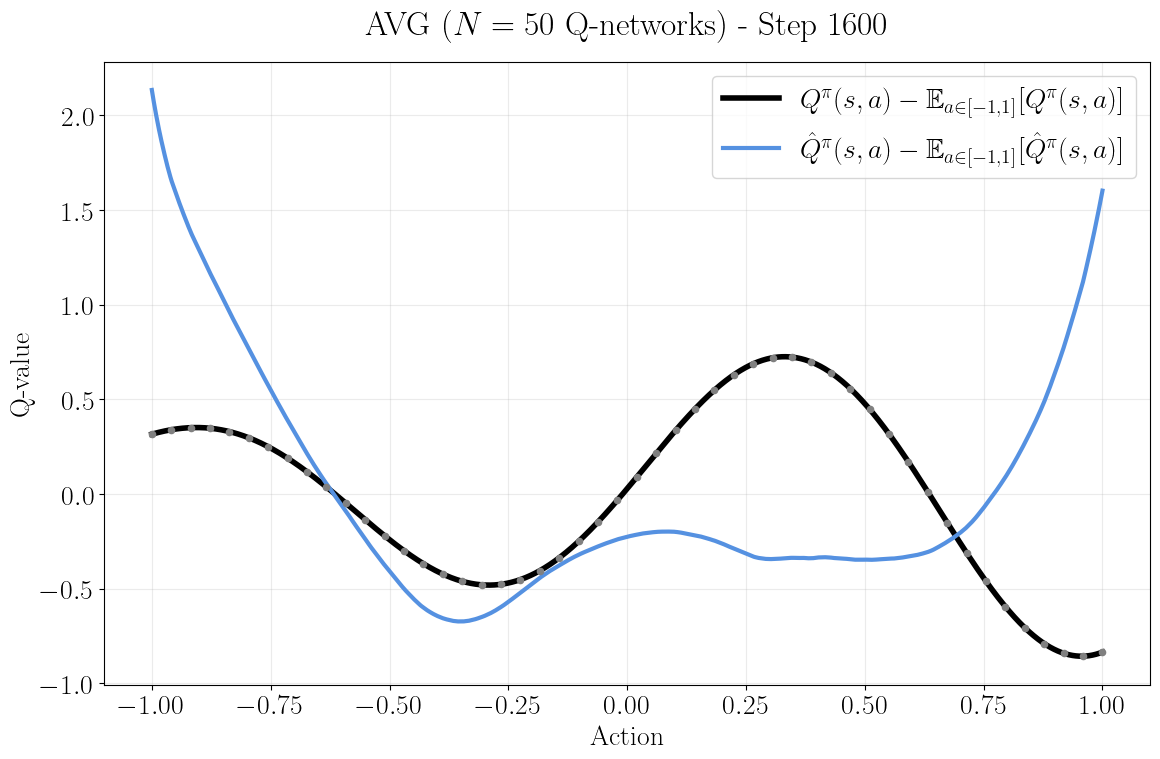 AVG (N = 50 Q-networks) - Step 1600
Q^π(s, a) − 𝔼_{a∈[−1,1]}[Q^π(s, a)]
Q̂^π(s, a) − 𝔼_{a∈[−1,1]}[Q̂^π(s, a)]
Q-value
2.0
1.5
1.0
0.5
0.0
−0.5
−1.0
−1.00 −0.75 −0.50 −0.25 0.00 0.25 0.50 0.75 1.00
Action